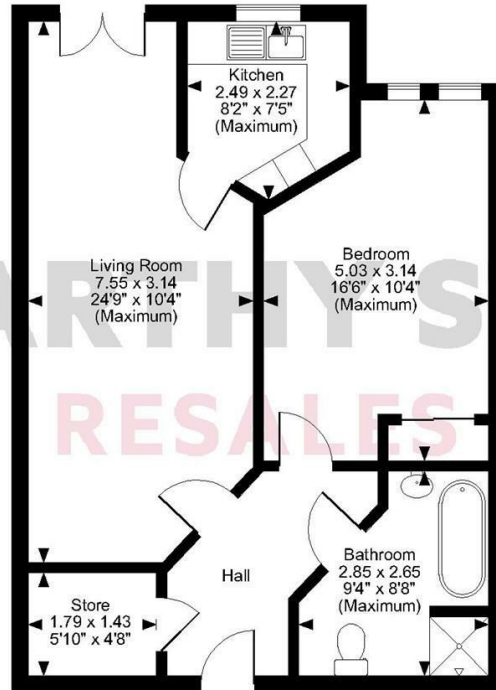 Kitchen
2.49 x 2.27
8'2" x 7'5"
(Maximum)
Living Room
7.55 x 3.14
24'9" x 10'4"
(Maximum)
Bedroom
5.03 x 3.14
16'6" x 10'4"
(Maximum)
ARTHY'S
RESALES
Hall
Bathroom
2.85 x 2.65
9'4" x 8'8"
(Maximum)
Store
1.79 x 1.43
5'10" x 4'8"